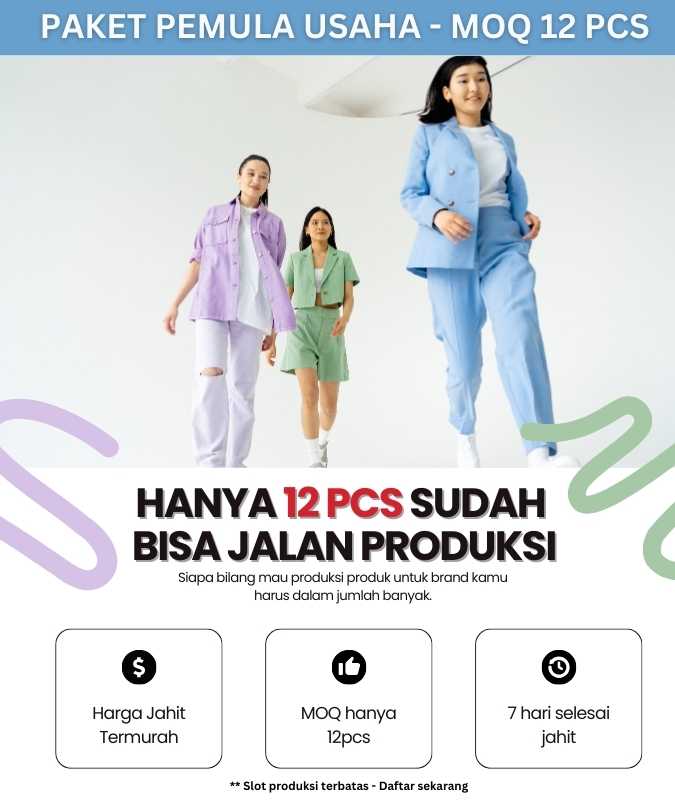 PAKET PEMULA USAHA - MOQ 12 PCS
HANYA 12 PCS SUDAH
BISA JALAN PRODUKSI
Siapa bilang mau produksi produk untuk brand kamu
harus dalam jumlah banyak.
Harga Jahit
Termurah
MOQ hanya
12pcs
7 hari selesai
jahit
** Slot produksi terbatas - Daftar sekarang